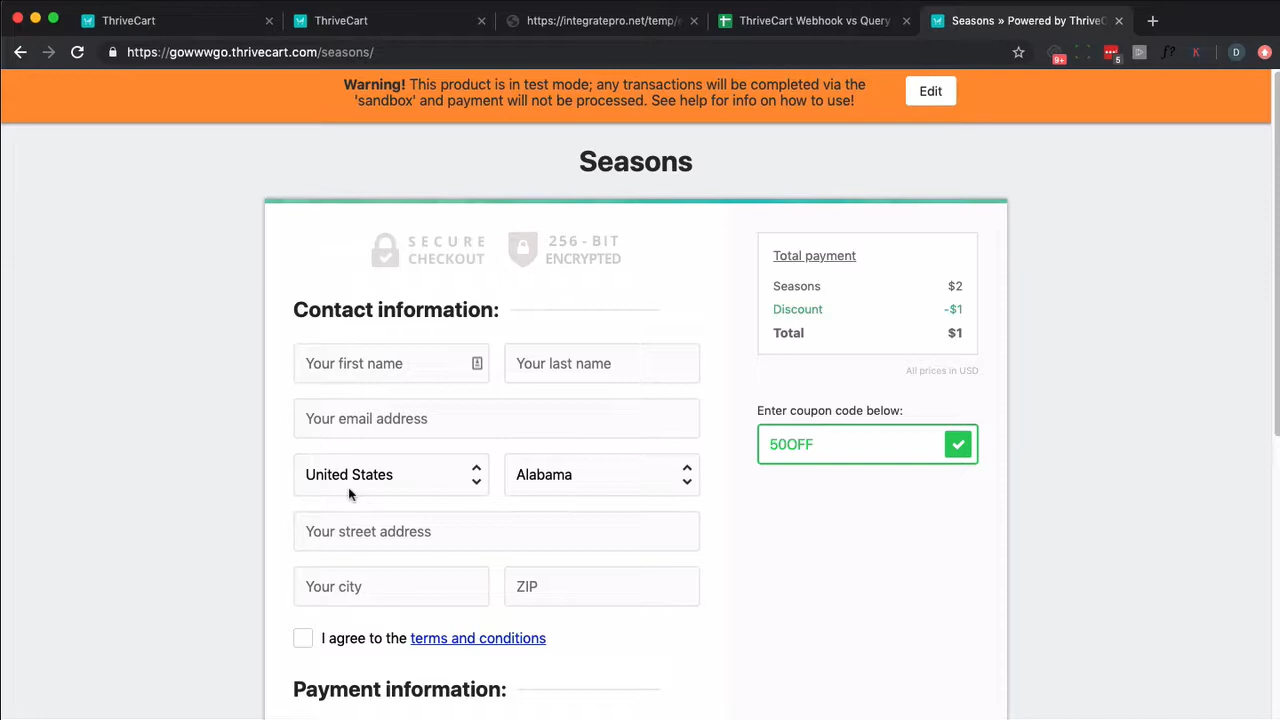 ThriveCart
ThriveCart
https://integratepro.net/temp/
ThriveCart Webhook vs Query
Seasons » Powered by Thrive
https://gowwwgo.thrivecart.com/seasons/
9+
5
f?
K
D
Warning! This product is in test mode; any transactions will be completed via the
'sandbox' and payment will not be processed. See help for info on how to use!
Edit
Seasons
SECURE
CHECKOUT
256-BIT
ENCRYPTED
Contact information:
Your first name
Your last name
Your email address
United States
Alabama
Your street address
Your city
ZIP
I agree to the terms and conditions
Payment information:
Total payment
Seasons $2
Discount -$1
Total $1
All prices in USD
Enter coupon code below:
50OFF